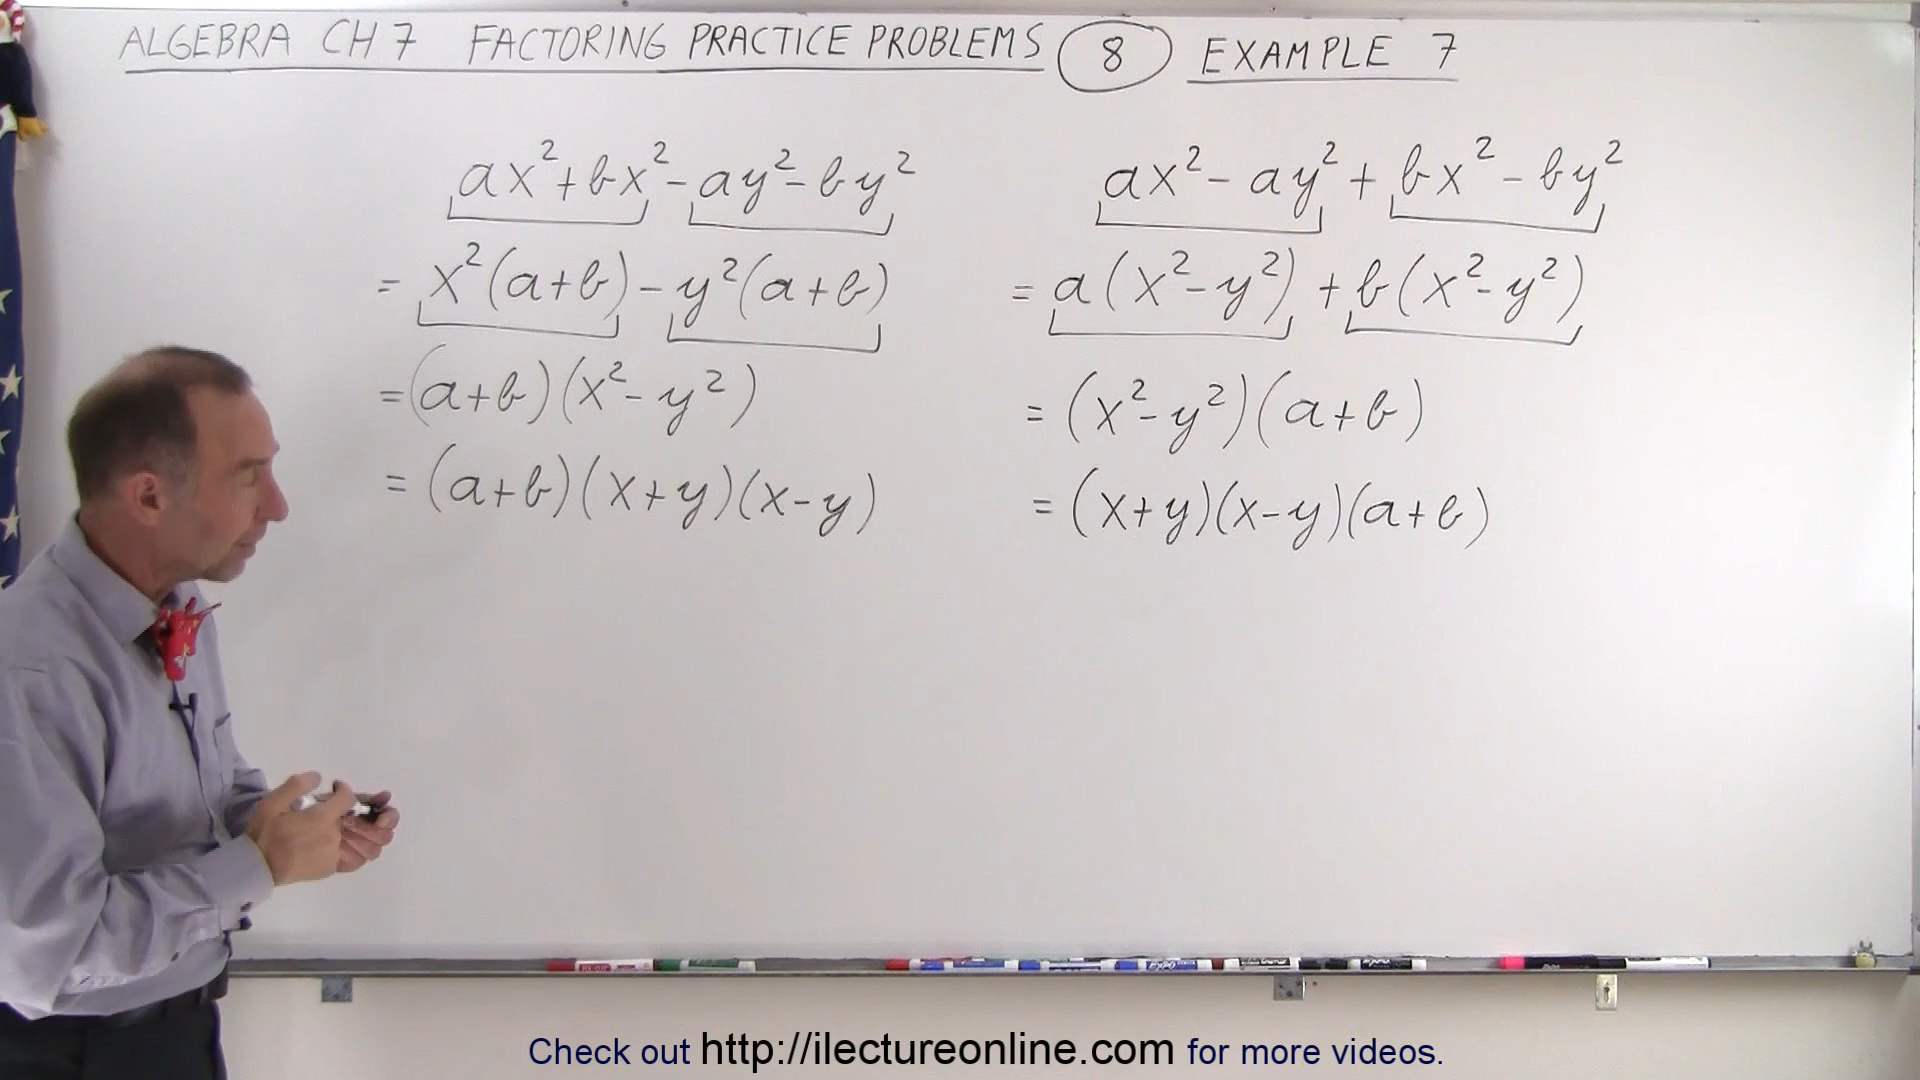 ALGEBRA CH 7 FACTORING PRACTICE PROBLEMS 8 EXAMPLE 7
ax² + bx² - ay² - by²
= x²(a+b) - y²(a+b)
= (a+b)(x² - y²)
= (a+b)(x+y)(x-y)
ax² - ay² + bx² - by²
= a(x² - y²) + b(x² - y²)
= (x² - y²)(a+b)
= (x+y)(x-y)(a+b)
Check out http://ilectureonline.com for more videos.